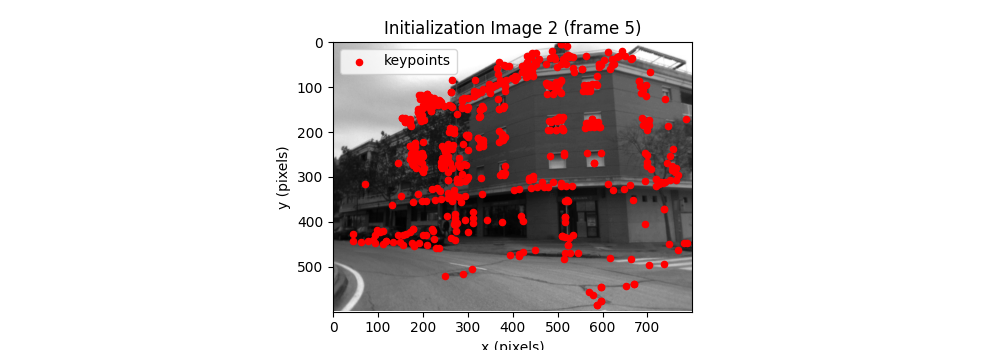 Initialization Image 2 (frame 5)
keypoints
0
100
200
300
400
500
y (pixels)
0 100 200 300 400 500 600 700
x (pixels)